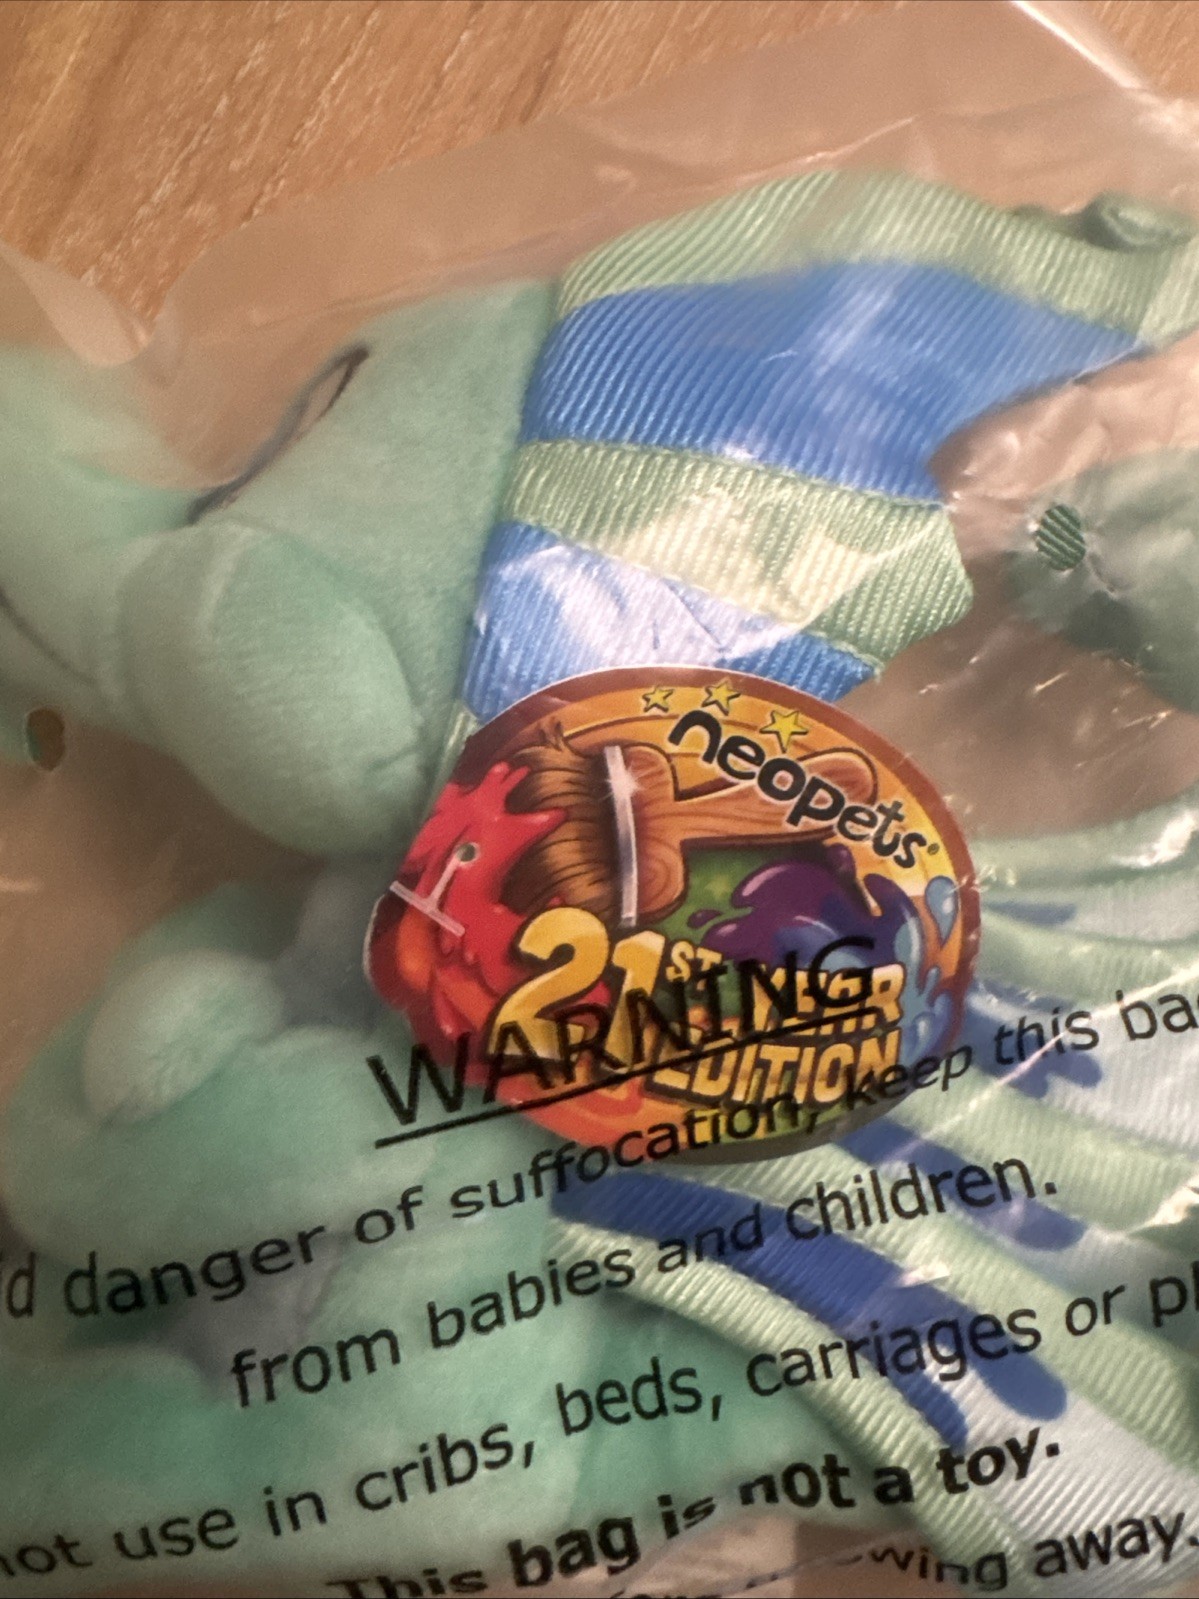 neopets®
21ST YEAR
EDITION
WARNING
danger of suffocation, keep this
from babies and children.
not use in cribs, beds, carriages or
This bag is not a toy.
away.